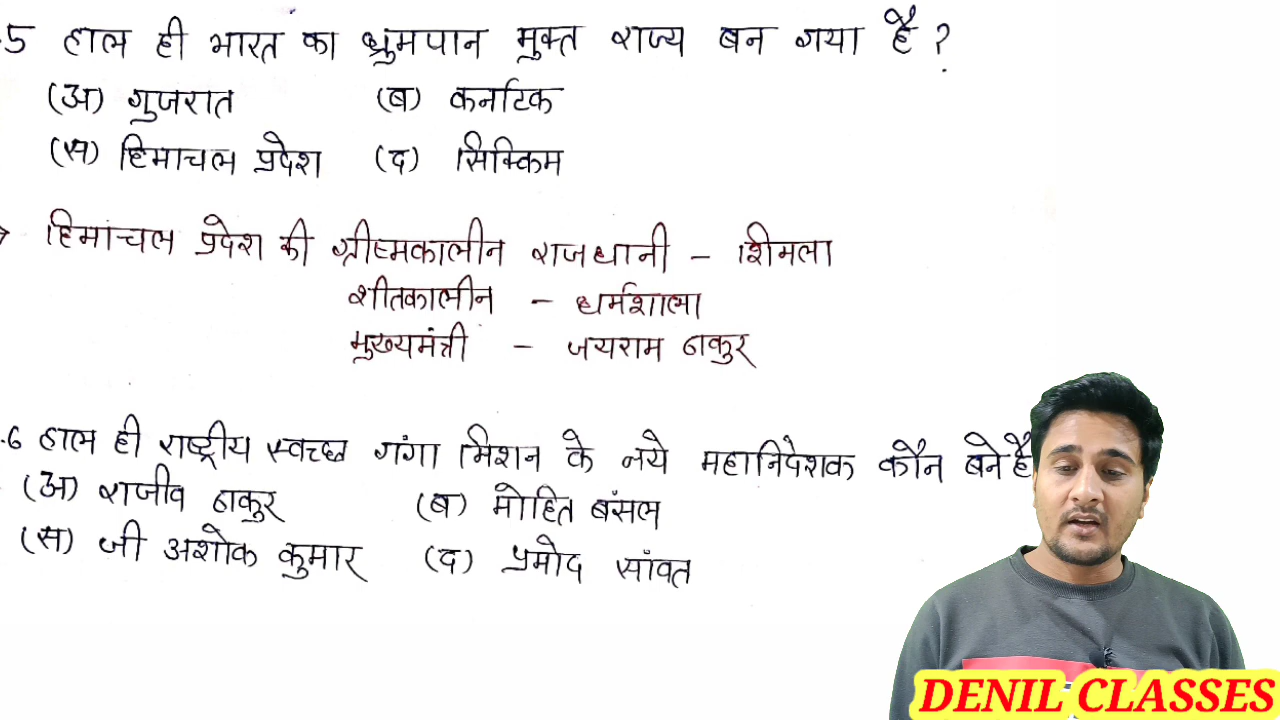 .5 हाल ही भारत का ध्रुमपान मुक्त राज्य बन गया है ?
(अ) गुजरात (ब) कर्नाटक
(स) हिमाचल प्रदेश (द) सिक्किम
हिमाचल प्रदेश की ग्रीष्मकालीन राजधानी - शिमला
शीतकालीन - धर्मशाला
मुख्यमंत्री - जयराम ठाकुर
.6 हाल ही राष्ट्रीय स्वच्छ गंगा मिशन के नये महानिदेशक कौन बने है
(अ) राजीव ठाकुर (ब) मोहित बंसल
(स) जी अशोक कुमार (द) प्रमोद सांवत
DENIL CLASSES